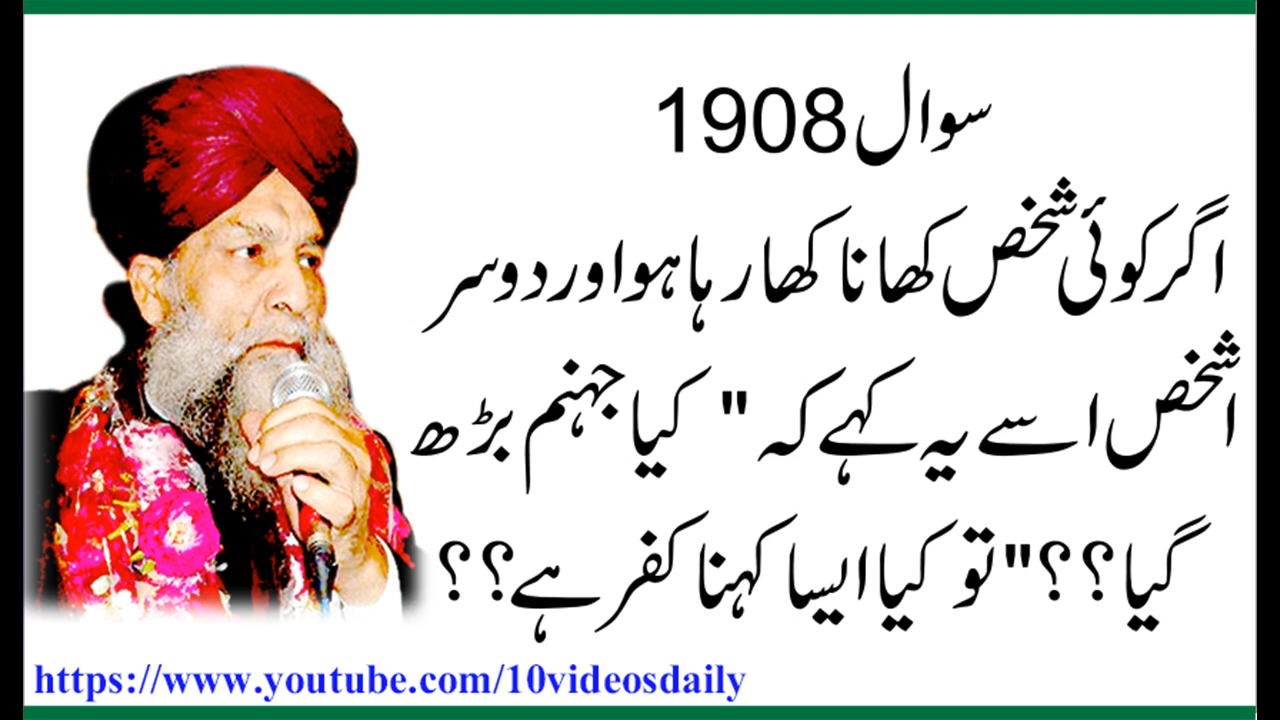 سوال 1908
اگر کوئی شخص کھانا کھا رہا ہو اور دوسر
ا شخص اسے یہ کہے کہ " کیا جہنم بڑھ
گیا؟؟" تو کیا ایسا کہنا کفر ہے؟؟
https://www.youtube.com/10videosdaily